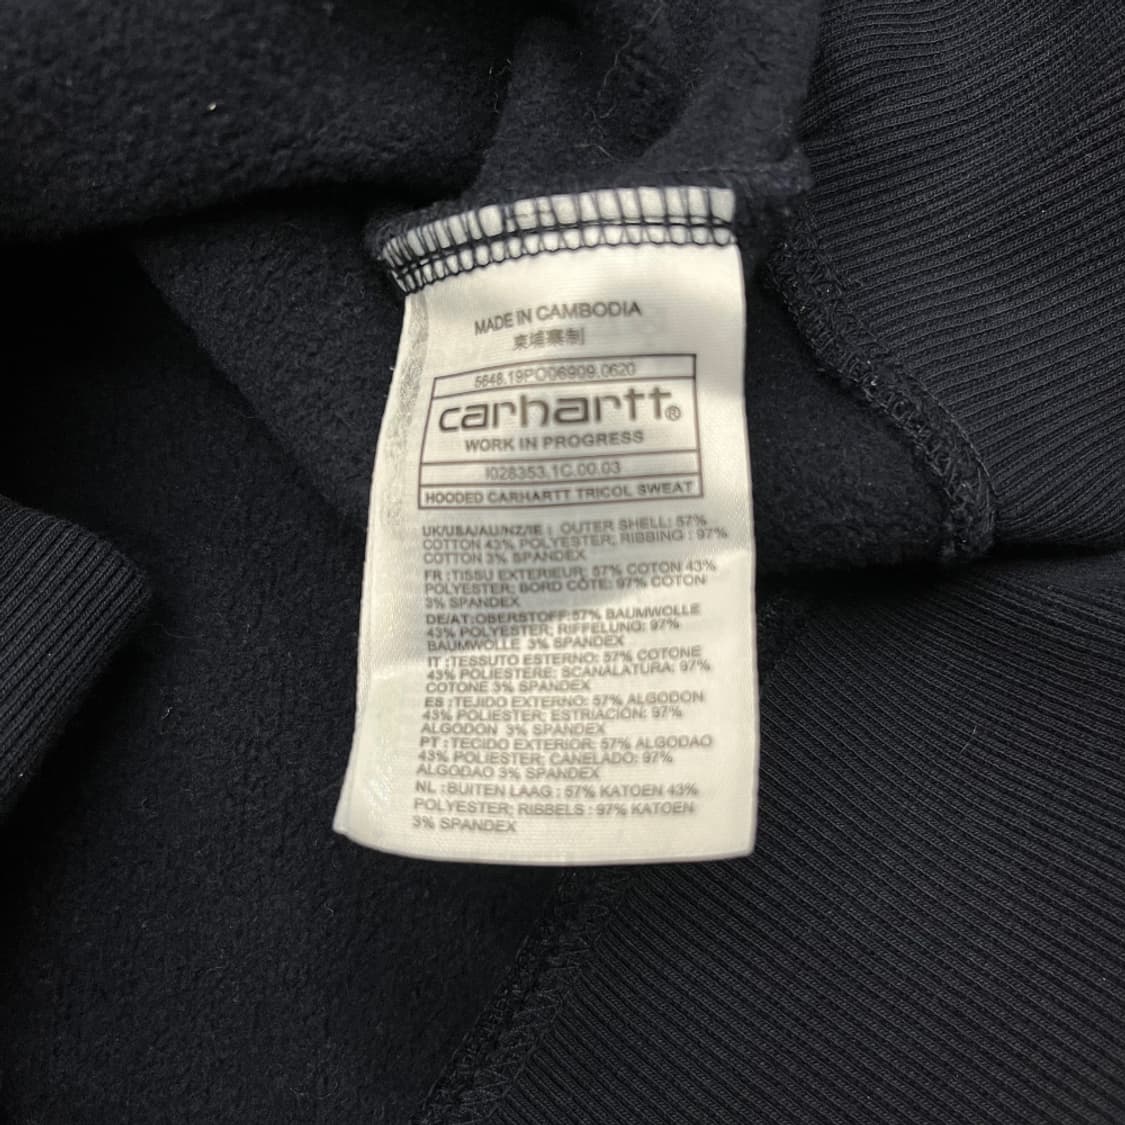 MADE IN CAMBODIA
柬埔寨制
5648.19PO06909.0620
carhartt®
WORK IN PROGRESS
I028353.1C.00.03
HOODED CARHARTT TRICOL SWEAT
UK/USA/AU/NZ/IE : OUTER SHELL: 57%
COTTON 43% POLYESTER; RIBBING : 97%
COTTON 3% SPANDEX
FR :TISSU EXTERIEUR: 57% COTON 43%
POLYESTER; BORD CÔTE: 97% COTON
3% SPANDEX
DE/AT:OBERSTOFF:57% BAUMWOLLE
43% POLYESTER; RIFFELUNG: 97%
BAUMWOLLE 3% SPANDEX
IT :TESSUTO ESTERNO: 57% COTONE
43% POLIESTERE; SCANALATURA: 97%
COTONE 3% SPANDEX
ES :TEJIDO EXTERNO: 57% ALGODON
43% POLIESTER; ESTRIACION: 97%
ALGODON 3% SPANDEX
PT :TECIDO EXTERIOR: 57% ALGODAO
43% POLIESTER; CANELADO: 97%
ALGODAO 3% SPANDEX
NL :BUITEN LAAG : 57% KATOEN 43%
POLYESTER; RIBBELS : 97% KATOEN
3% SPANDEX